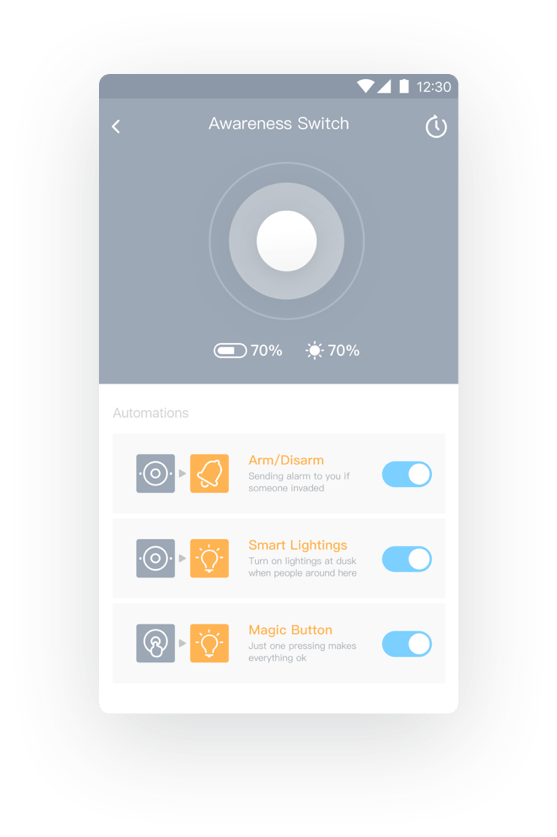 12:30
Awareness Switch
70% 70%
Automations
Arm/Disarm
Sending alarm to you if
someone invaded
Smart Lightings
Turn on lightings at dusk
when people around here
Magic Button
Just one pressing makes
everything ok